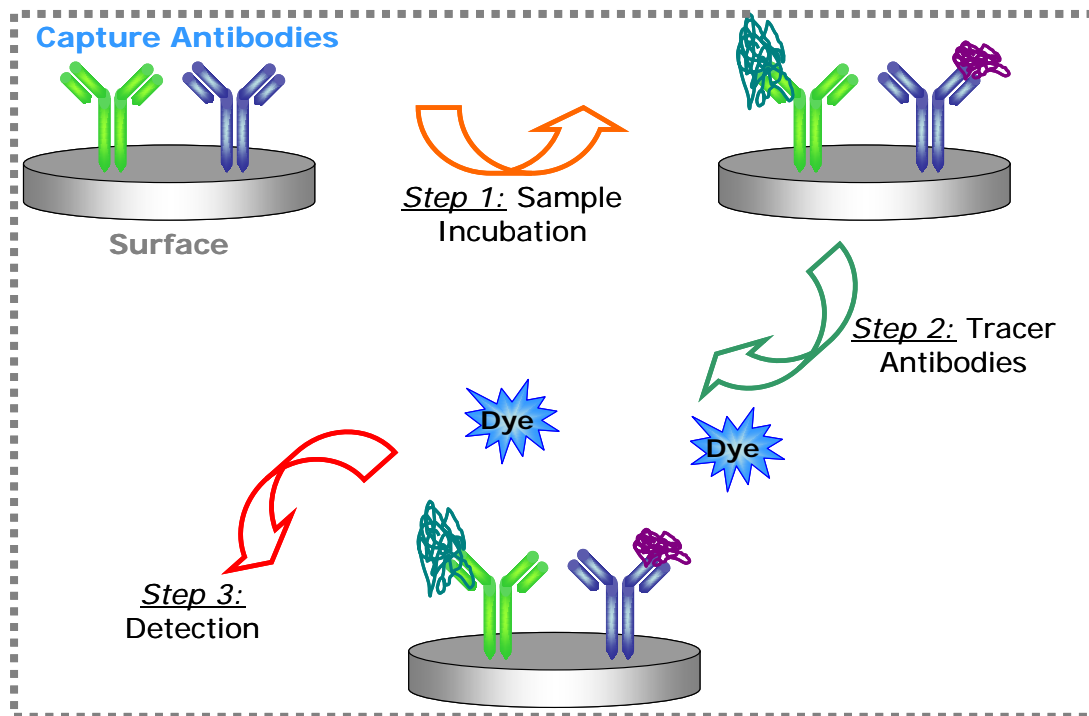 Capture Antibodies
Surface
Step 1: Sample
Incubation
Step 2: Tracer
Antibodies
Dye
Dye
Step 3:
Detection